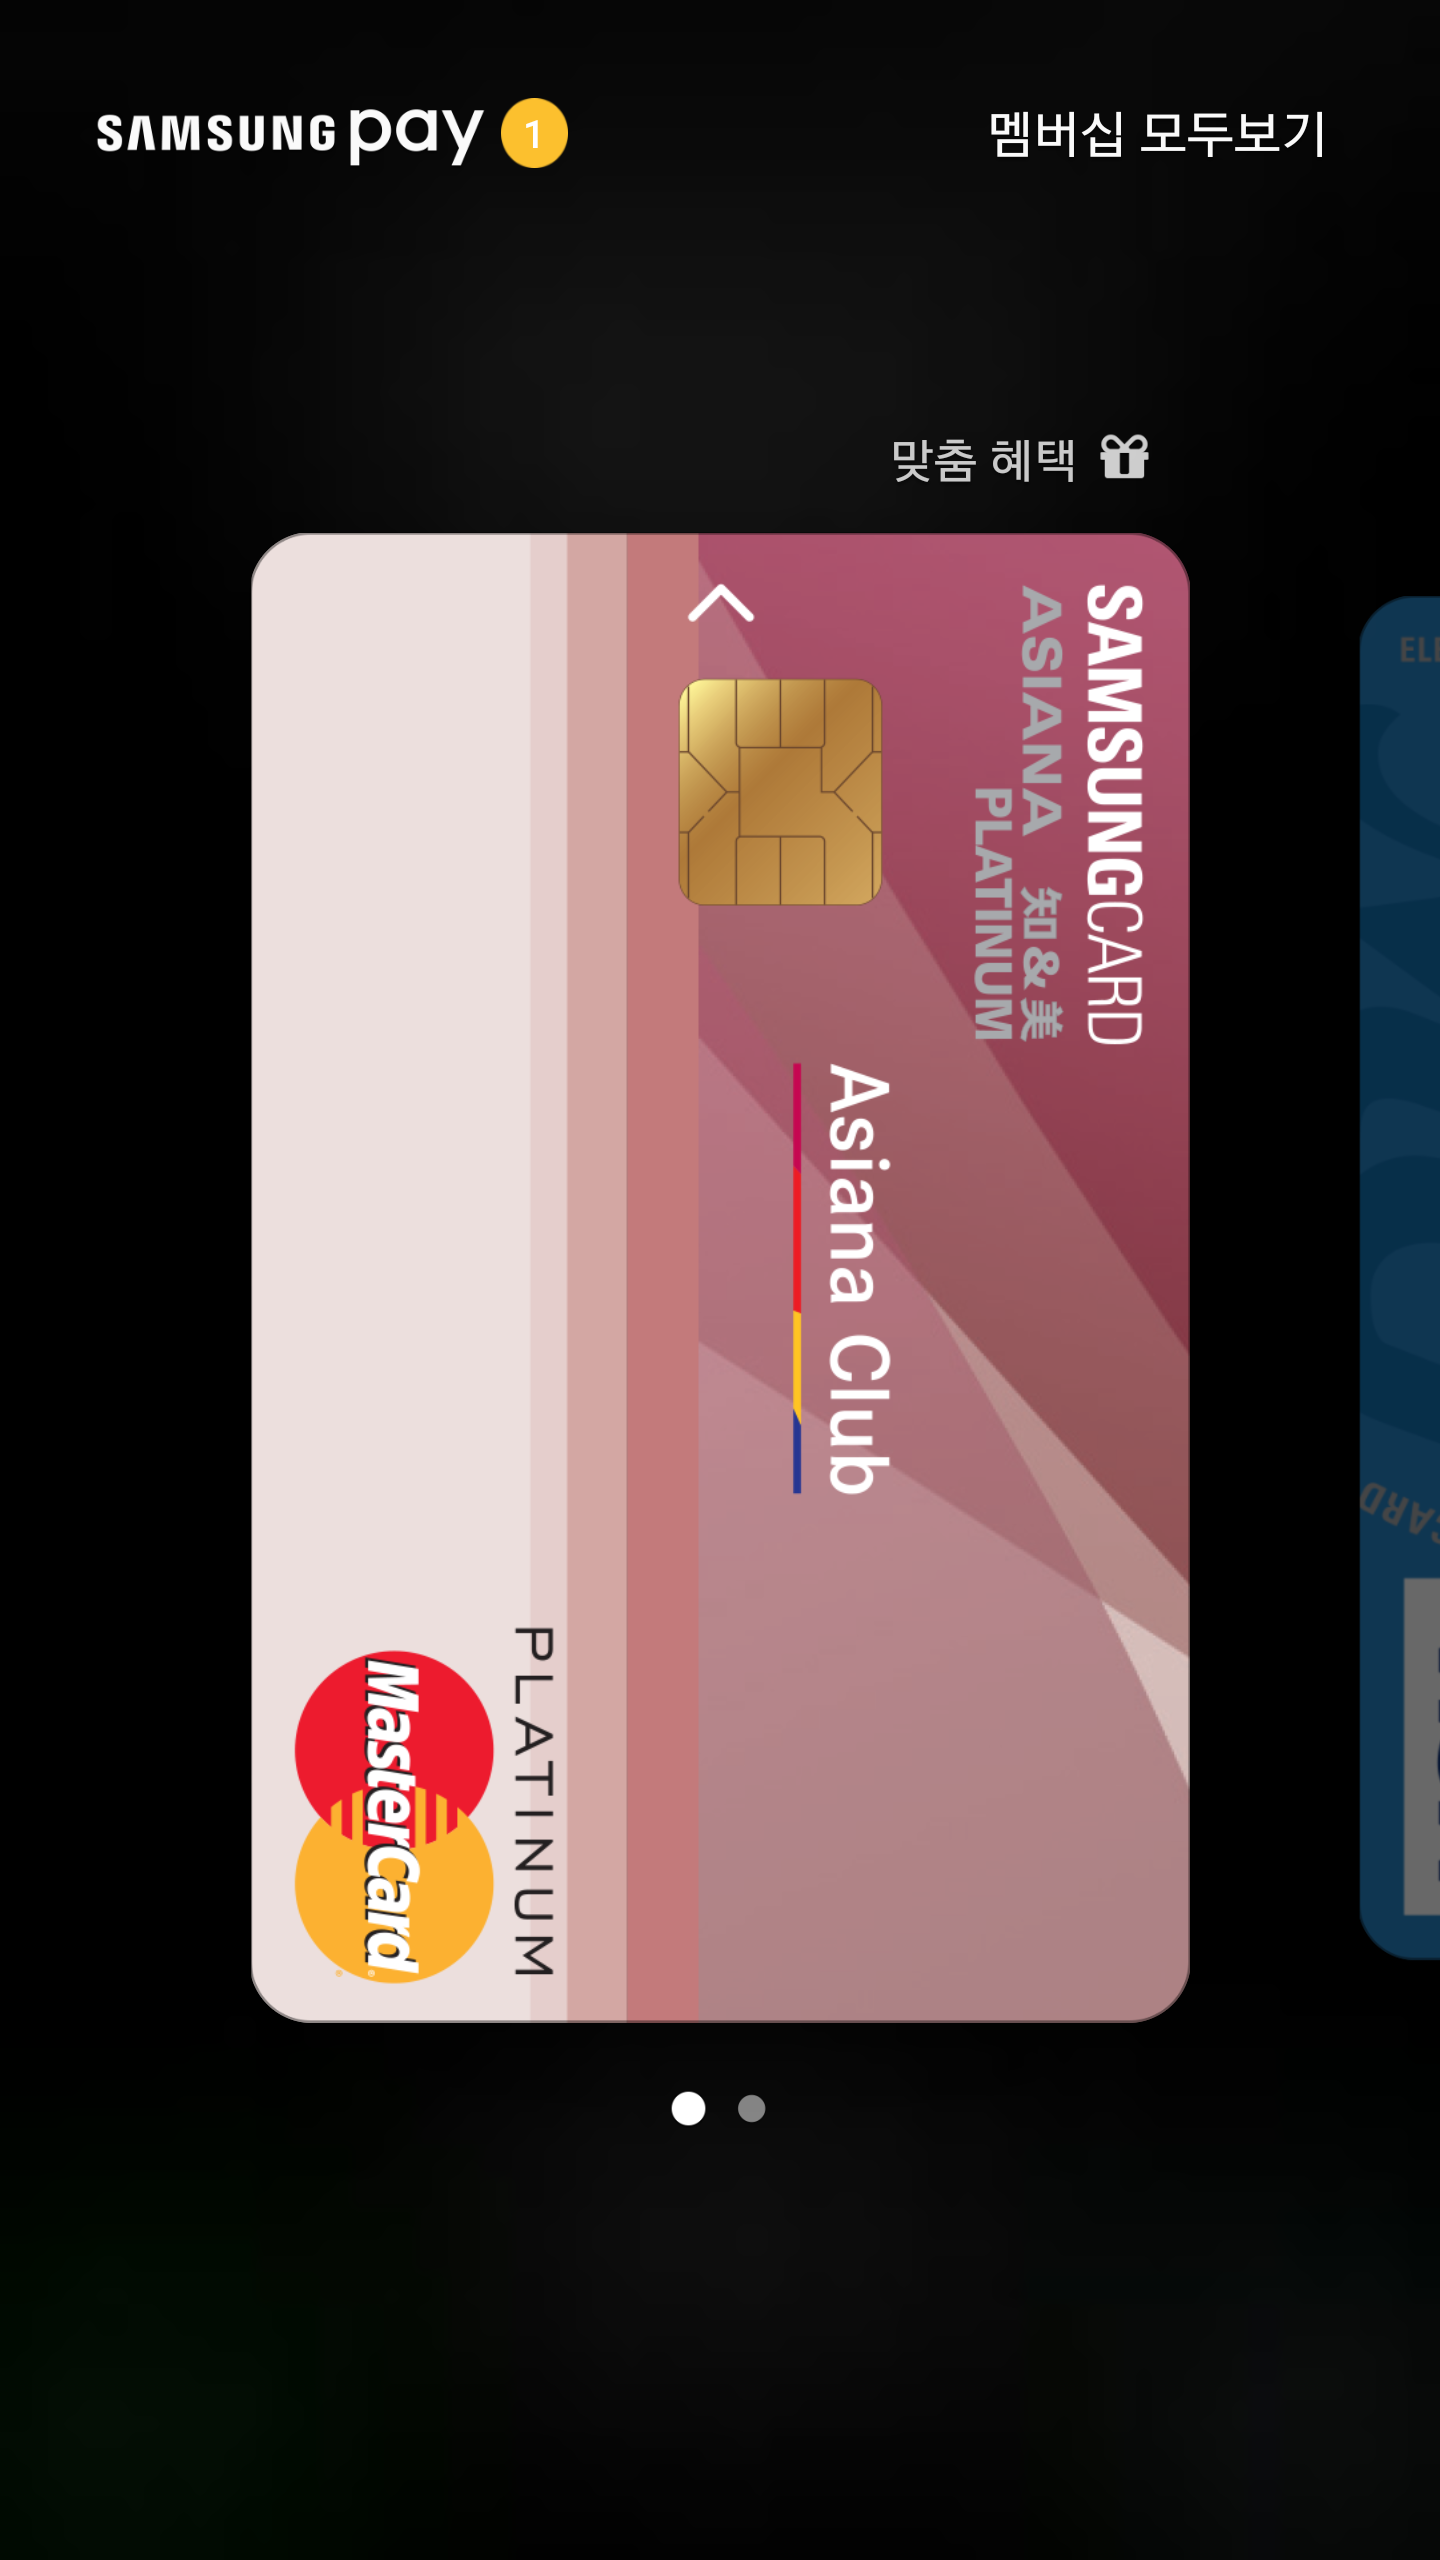 SAMSUNG pay 1
멤버십 모두보기
맞춤 혜택
SAMSUNGCARD
ASIANA 知&美
PLATINUM
Asiana Club
PLATINUM
MasterCard